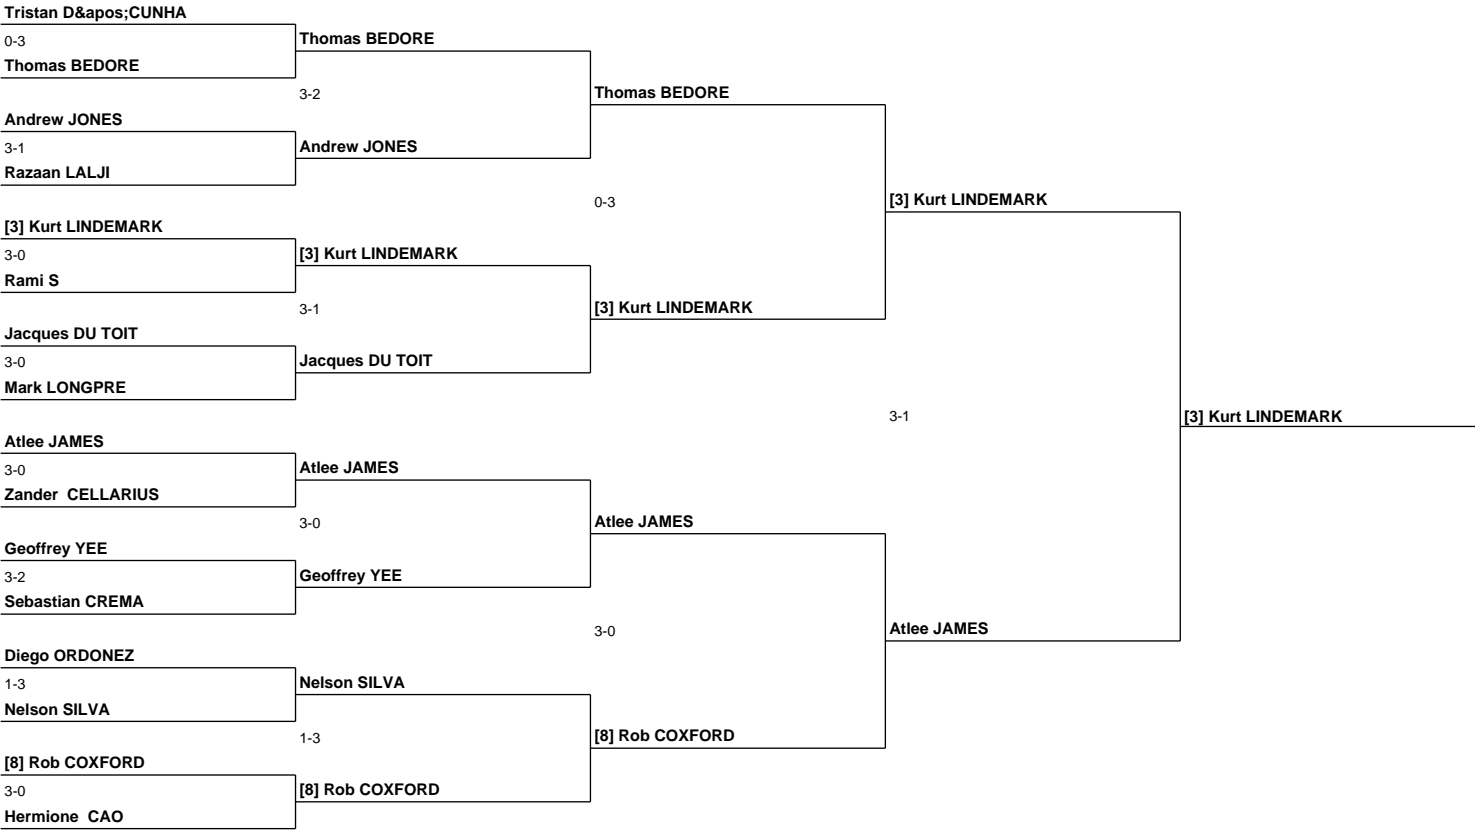 Tristan D&apos;CUNHA
0-3
Thomas BEDORE
Andrew JONES
3-1
Razaan LALJI
[3] Kurt LINDEMARK
3-0
Rami S
Jacques DU TOIT
3-0
Mark LONGPRE
Atlee JAMES
3-0
Zander  CELLARIUS
Geoffrey YEE
3-2
Sebastian CREMA
Diego ORDONEZ
1-3
Nelson SILVA
[8] Rob COXFORD
3-0
Hermione  CAO
Thomas BEDORE
3-2
Andrew JONES
[3] Kurt LINDEMARK
3-1
Jacques DU TOIT
Atlee JAMES
3-0
Geoffrey YEE
Nelson SILVA
1-3
[8] Rob COXFORD
Thomas BEDORE
0-3
[3] Kurt LINDEMARK
Atlee JAMES
3-0
[8] Rob COXFORD
[3] Kurt LINDEMARK
3-1
Atlee JAMES
[3] Kurt LINDEMARK